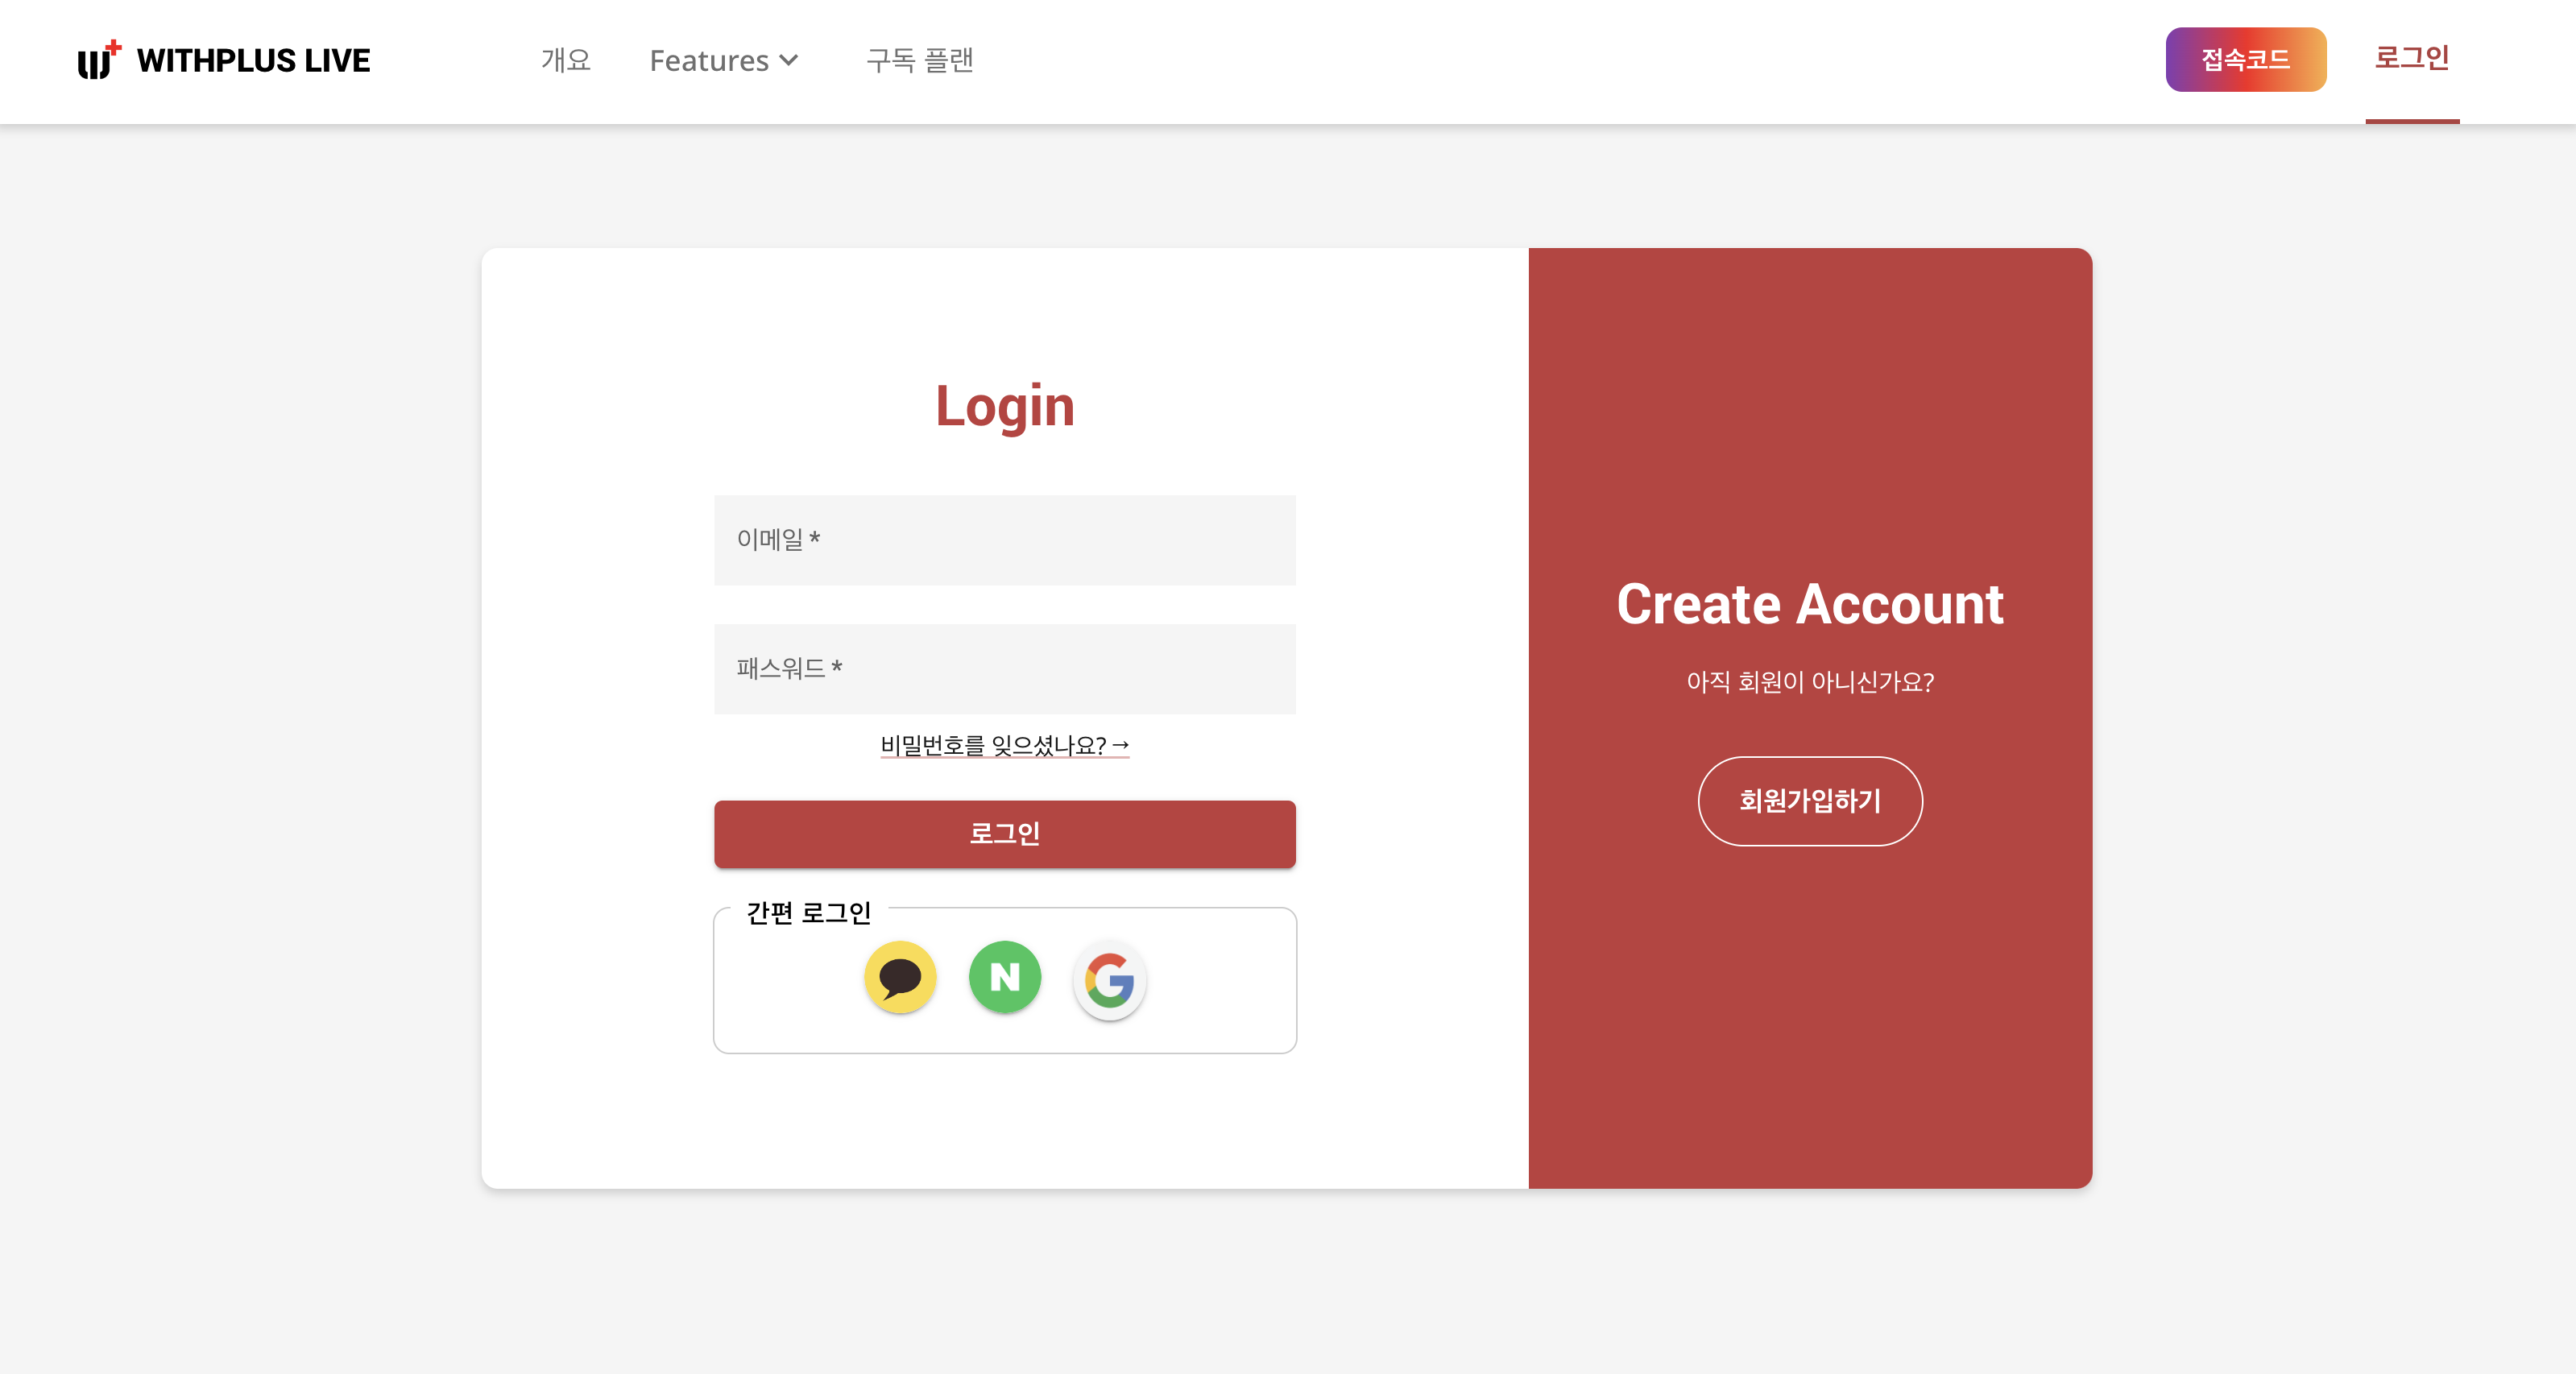 WITHPLUS LIVE
개요
Features
구독 플랜
접속코드
로그인
Login
이메일 *
패스워드 *
비밀번호를 잊으셨나요? →
로그인
간편 로그인
N
G
Create Account
아직 회원이 아니신가요?
회원가입하기